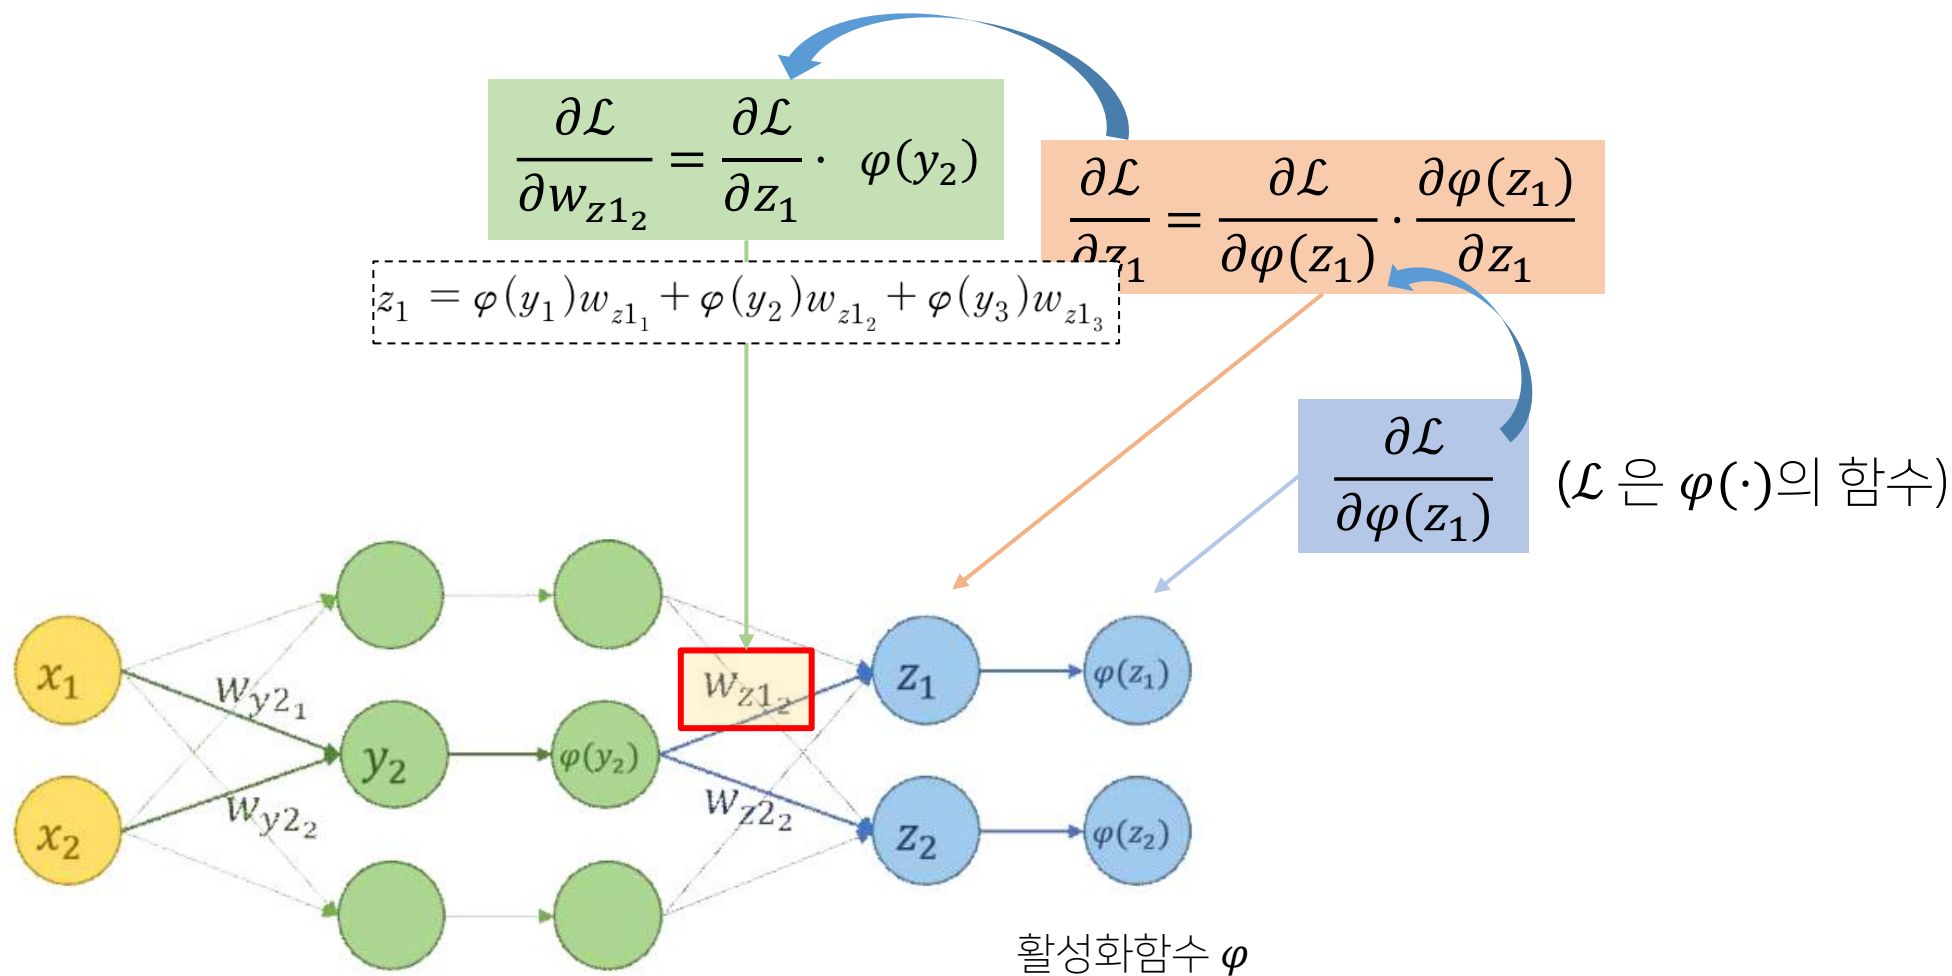 ∂ℒ/∂w_{z1_2} = ∂ℒ/∂z_1 · φ(y_2)
∂ℒ/∂z_1 = ∂ℒ/∂φ(z_1) · ∂φ(z_1)/∂z_1
z_1 = φ(y_1)w_{z1_1} + φ(y_2)w_{z1_2} + φ(y_3)w_{z1_3}
∂ℒ/∂φ(z_1) (ℒ 은 φ(·)의 함수)
x_1
w_{y2_1}
w_{z1_2}
z_1
φ(z_1)
y_2
φ(y_2)
x_2
w_{y2_2}
w_{z2_2}
z_2
φ(z_2)
활성화함수 φ